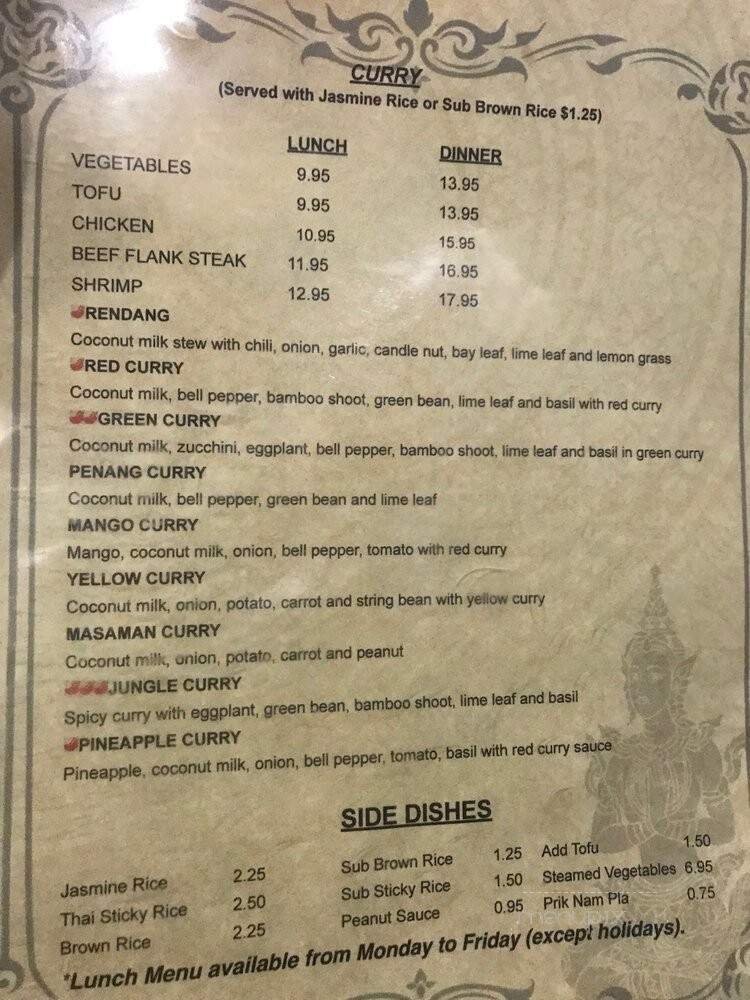 CURRY
(Served with Jasmine Rice or Sub Brown Rice $1.25)
LUNCH DINNER
VEGETABLES 9.95 13.95
TOFU 9.95 13.95
CHICKEN 10.95 15.95
BEEF FLANK STEAK 11.95 16.95
SHRIMP 12.95 17.95
RENDANG
Coconut milk stew with chili, onion, garlic, candle nut, bay leaf, lime leaf and lemon grass
RED CURRY
Coconut milk, bell pepper, bamboo shoot, green bean, lime leaf and basil with red curry
GREEN CURRY
Coconut milk, zucchini, eggplant, bell pepper, bamboo shoot, lime leaf and basil in green curry
PENANG CURRY
Coconut milk, bell pepper, green bean and lime leaf
MANGO CURRY
Mango, coconut milk, onion, bell pepper, tomato with red curry
YELLOW CURRY
Coconut milk, onion, potato, carrot and string bean with yellow curry
MASAMAN CURRY
Coconut milk, onion, potato, carrot and peanut
JUNGLE CURRY
Spicy curry with eggplant, green bean, bamboo shoot, lime leaf and basil
PINEAPPLE CURRY
Pineapple, coconut milk, onion, bell pepper, tomato, basil with red curry sauce
SIDE DISHES
Jasmine Rice 2.25 Sub Brown Rice 1.25 Add Tofu 1.50
Thai Sticky Rice 2.50 Sub Sticky Rice 1.50 Steamed Vegetables 6.95
Brown Rice 2.25 Peanut Sauce 0.95 Prik Nam Pla 0.75
*Lunch Menu available from Monday to Friday (except holidays).